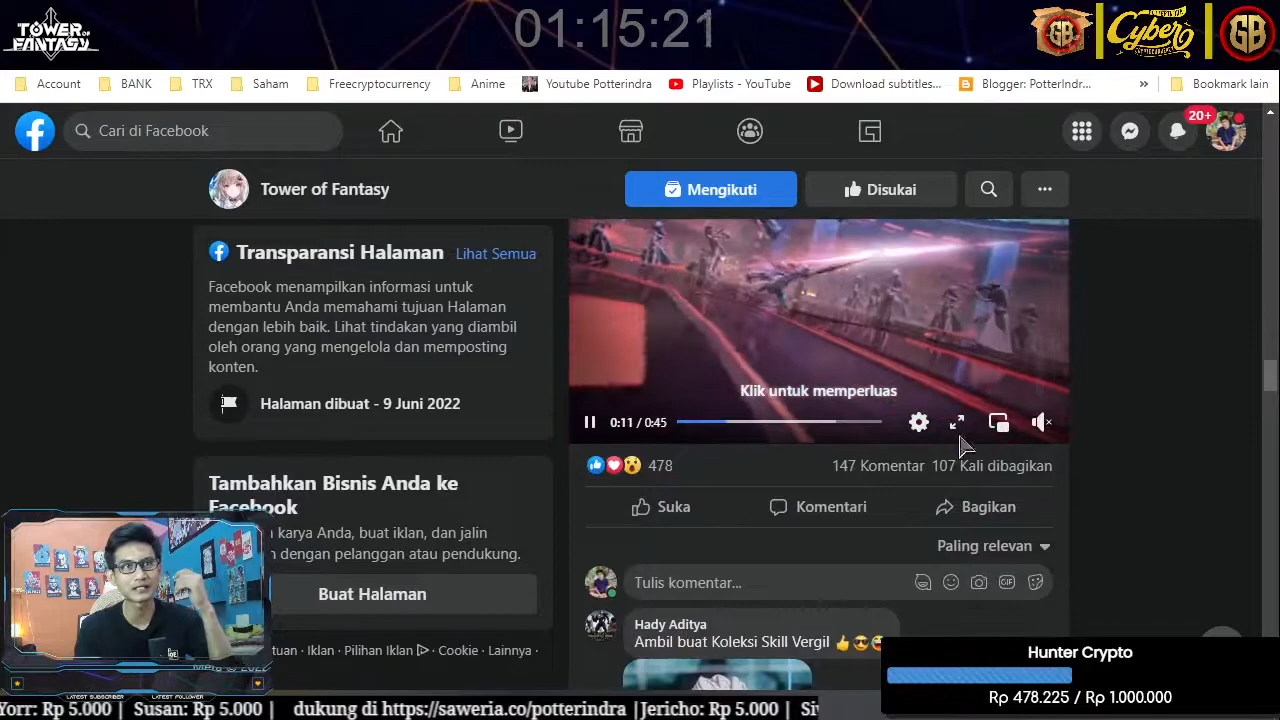 TOWER OF
FANTASY
01:15:21
GB
Cyber
GB
Account
BANK
TRX
Saham
Freecryptocurrency
Anime
Youtube Potterindra
Playlists - YouTube
Download subtitles...
Blogger: PotterIndr...
»
Bookmark lain
Cari di Facebook
20+
Tower of Fantasy
Mengikuti
Disukai
Transparansi Halaman
Lihat Semua
Facebook menampilkan informasi untuk
membantu Anda memahami tujuan Halaman
dengan lebih baik. Lihat tindakan yang diambil
oleh orang yang mengelola dan memposting
konten.
Halaman dibuat - 9 Juni 2022
Tambahkan Bisnis Anda ke
Facebook
karya Anda, buat iklan, dan jalin
dengan pelanggan atau pendukung.
Buat Halaman
· Iklan · Pilihan Iklan · Cookie · Lainnya ·
Klik untuk memperluas
0:11 / 0:45
478
147 Komentar
107 Kali dibagikan
Suka
Komentari
Bagikan
Paling relevan
Tulis komentar...
GIF
Hady Aditya
Ambil buat Koleksi Skill Vergil 👍😎
Hunter Crypto
Rp 478.225 / Rp 1.000.000
LATEST SUBSCRIBER
LATEST FOLLOWER
Yorr: Rp 5.000 | Susan: Rp 5.000 | dukung di https://saweria.co/potterindra |Jericho: Rp 5.000 |